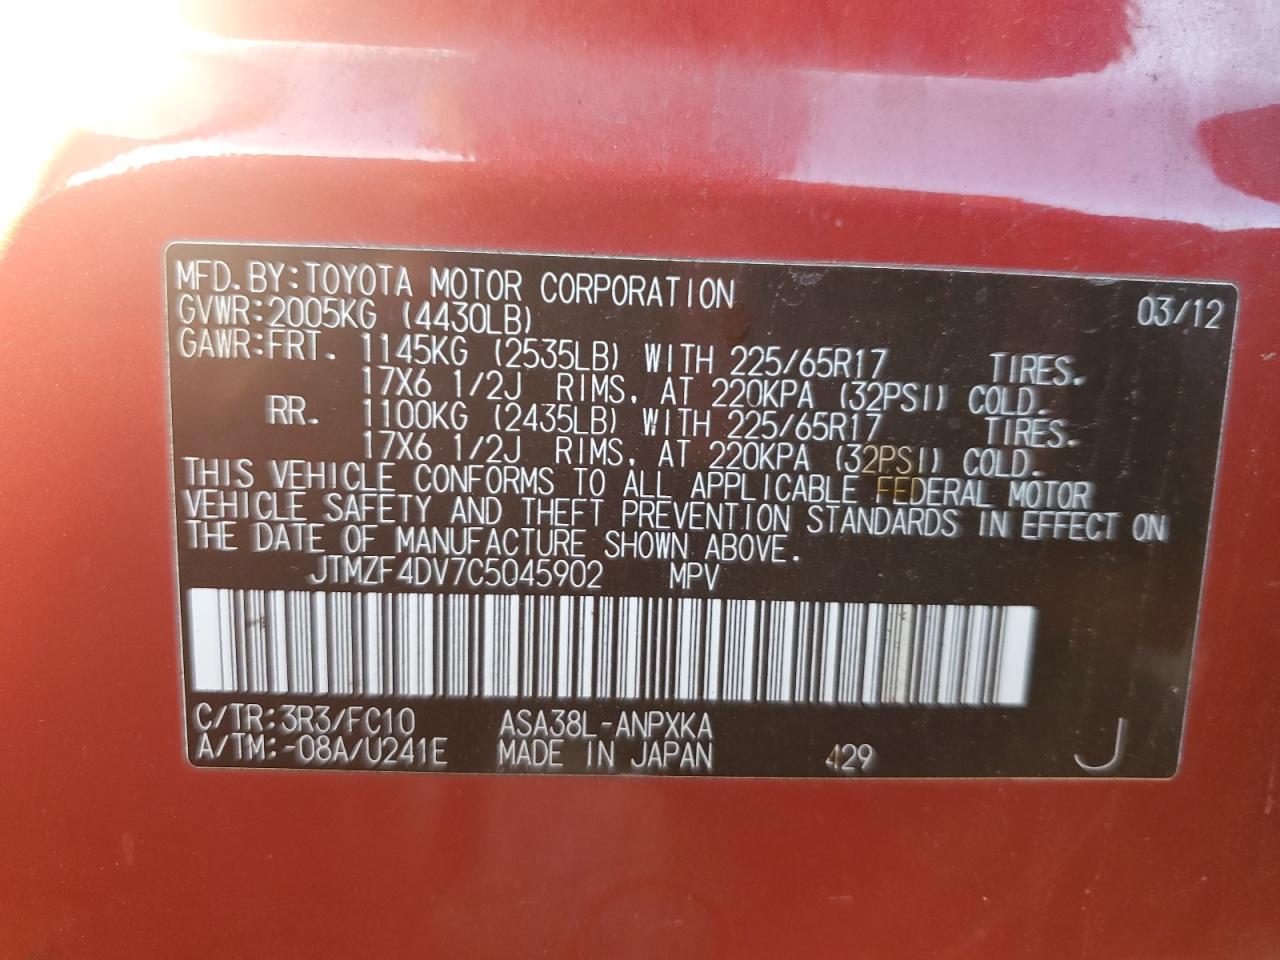 MFD. BY: TOYOTA MOTOR CORPORATION 03/12
GVWR: 2005KG (4430LB)
GAWR: FRT. 1145KG (2535LB) WITH 225/65R17 TIRES.
17X6 1/2J RIMS, AT 220KPA (32PSI) COLD.
RR. 1100KG (2435LB) WITH 225/65R17 TIRES.
17X6 1/2J RIMS, AT 220KPA (32PSI) COLD.
THIS VEHICLE CONFORMS TO ALL APPLICABLE FEDERAL MOTOR
VEHICLE SAFETY AND THEFT PREVENTION STANDARDS IN EFFECT ON
THE DATE OF MANUFACTURE SHOWN ABOVE.
JTMZF4DV7C5045902 MPV
C/TR: 3R3/FC10 ASA38L-ANPXKA
A/TM: -08A/U241E MADE IN JAPAN 429 J